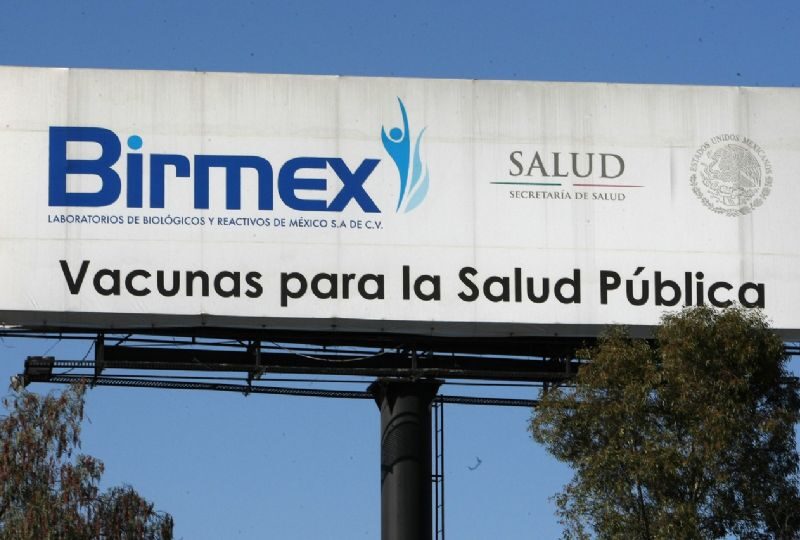 Birmex
LABORATORIOS DE BIOLÓGICOS Y REACTIVOS DE MÉXICO S.A DE C.V.
SALUD
SECRETARÍA DE SALUD
ESTADOS UNIDOS MEXICANOS
Vacunas para la Salud Pública